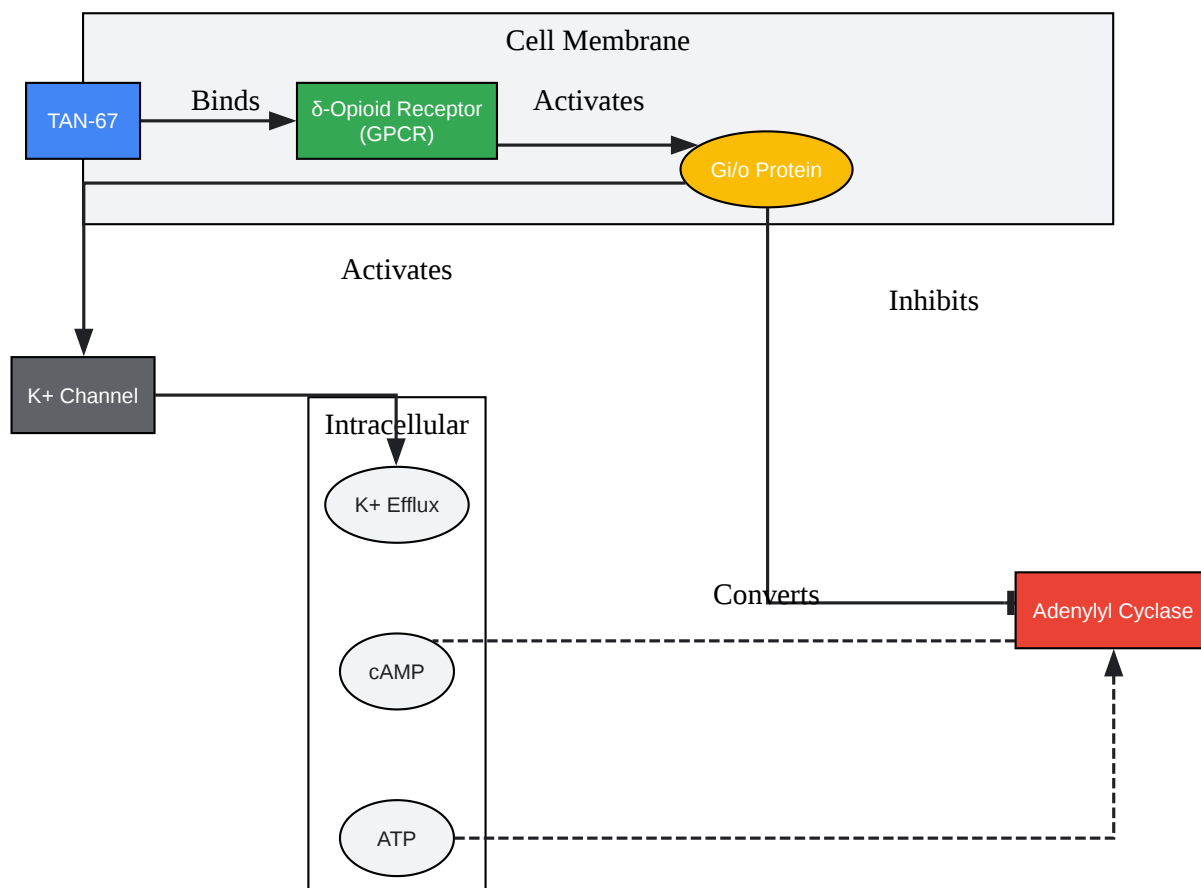 Cell Membrane
TAN-67
Binds
δ-Opioid Receptor
(GPCR)
Activates
Gi/o Protein
Activates
Inhibits
K+ Channel
Intracellular
K+ Efflux
Converts
Adenylyl Cyclase
cAMP
ATP